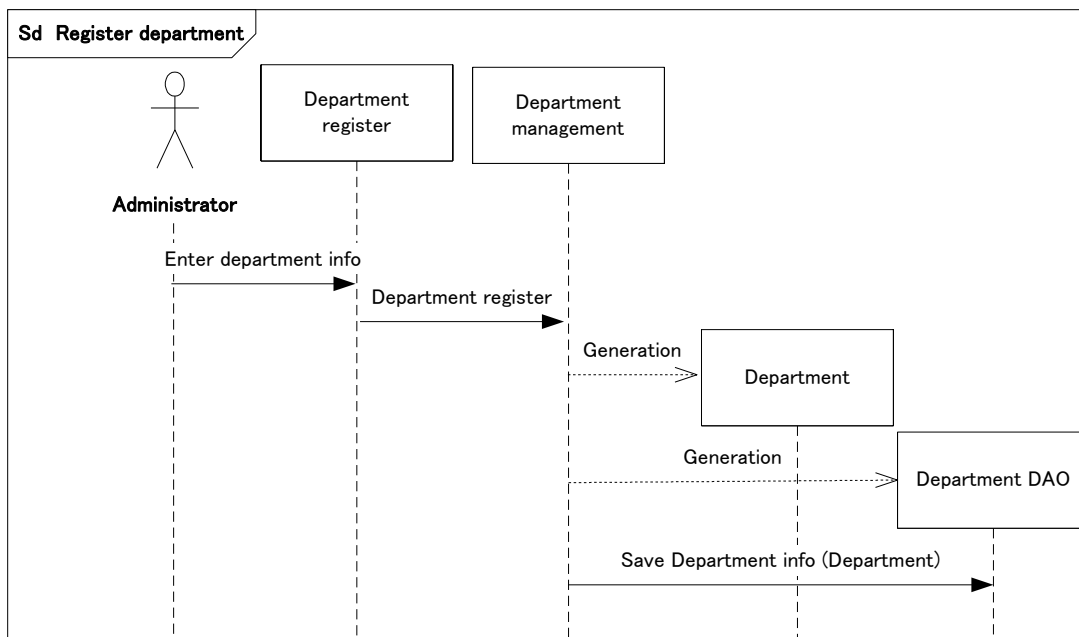 Sd Register department
Department
register
Department
management
Administrator
Enter department info
Department register
Generation
Department
Generation
Department DAO
Save Department info (Department)